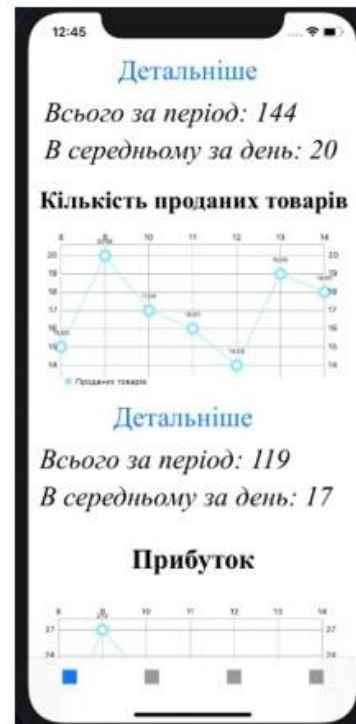 12:45
Детальніше
Всього за період: 144
В середньому за день: 20
Кількість проданих товарів
8 9 10 11 12 13 14
20 20
19 19
18 18
17 17
16 16
15 15
14 14
Проданих товарів
Детальніше
Всього за період: 119
В середньому за день: 17
Прибуток
8 9 10 11 12 13 14
27 27
24 24